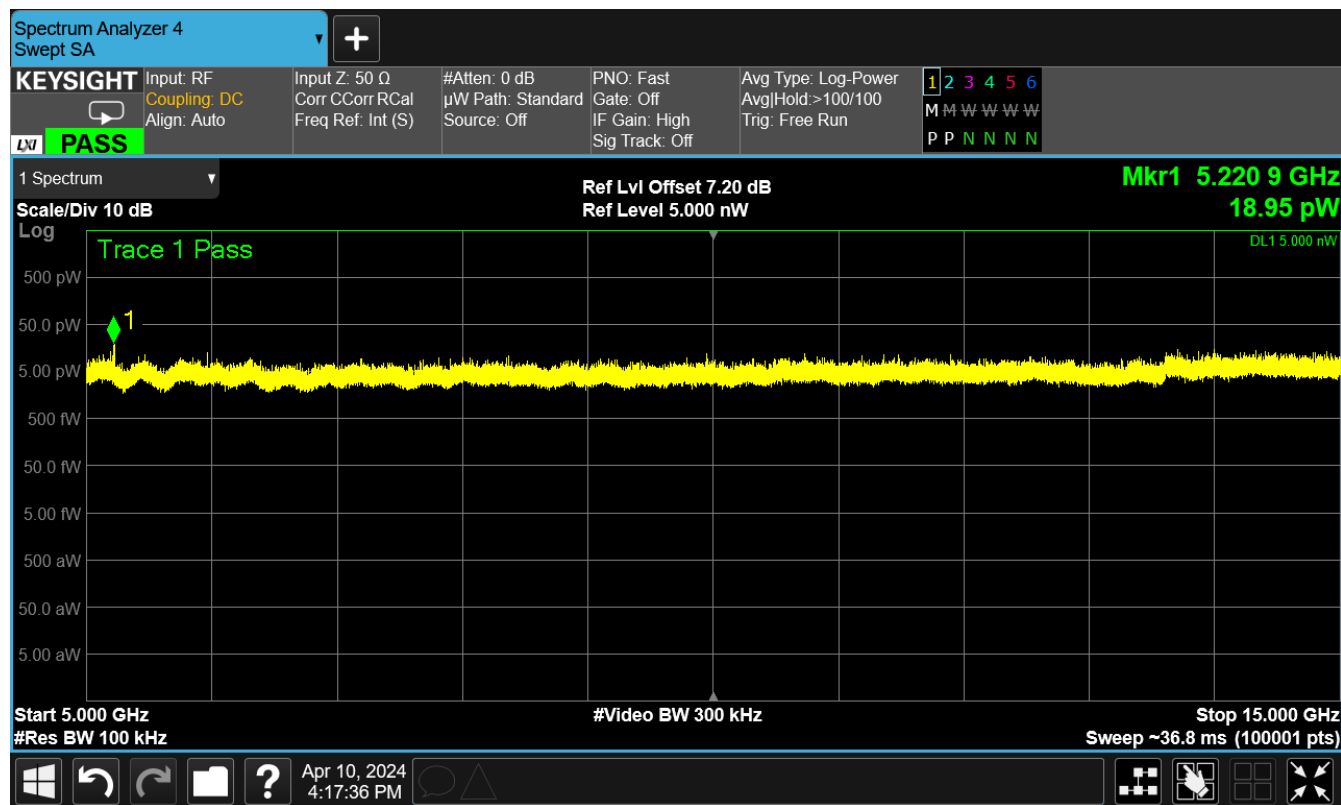 Spectrum Analyzer 4
Swept SA
+
KEYSIGHT
Input: RF
Coupling: DC
Align: Auto
Input Z: 50 Ω
Corr CCorr RCal
Freq Ref: Int (S)
#Atten: 0 dB
µW Path: Standard
Source: Off
PNO: Fast
Gate: Off
IF Gain: High
Sig Track: Off
Avg Type: Log-Power
Avg|Hold:>100/100
Trig: Free Run
1 2 3 4 5 6
M M W W W W
P P N N N N
LXI PASS
1 Spectrum
Scale/Div 10 dB
Log
Ref Lvl Offset 7.20 dB
Ref Level 5.000 nW
Mkr1 5.220 9 GHz
18.95 pW
Trace 1 Pass
DL1 5.000 nW
500 pW
1
50.0 pW
5.00 pW
500 fW
50.0 fW
5.00 fW
500 aW
50.0 aW
5.00 aW
Start 5.000 GHz
#Res BW 100 kHz
#Video BW 300 kHz
Stop 15.000 GHz
Sweep ~36.8 ms (100001 pts)
?
Apr 10, 2024
4:17:36 PM